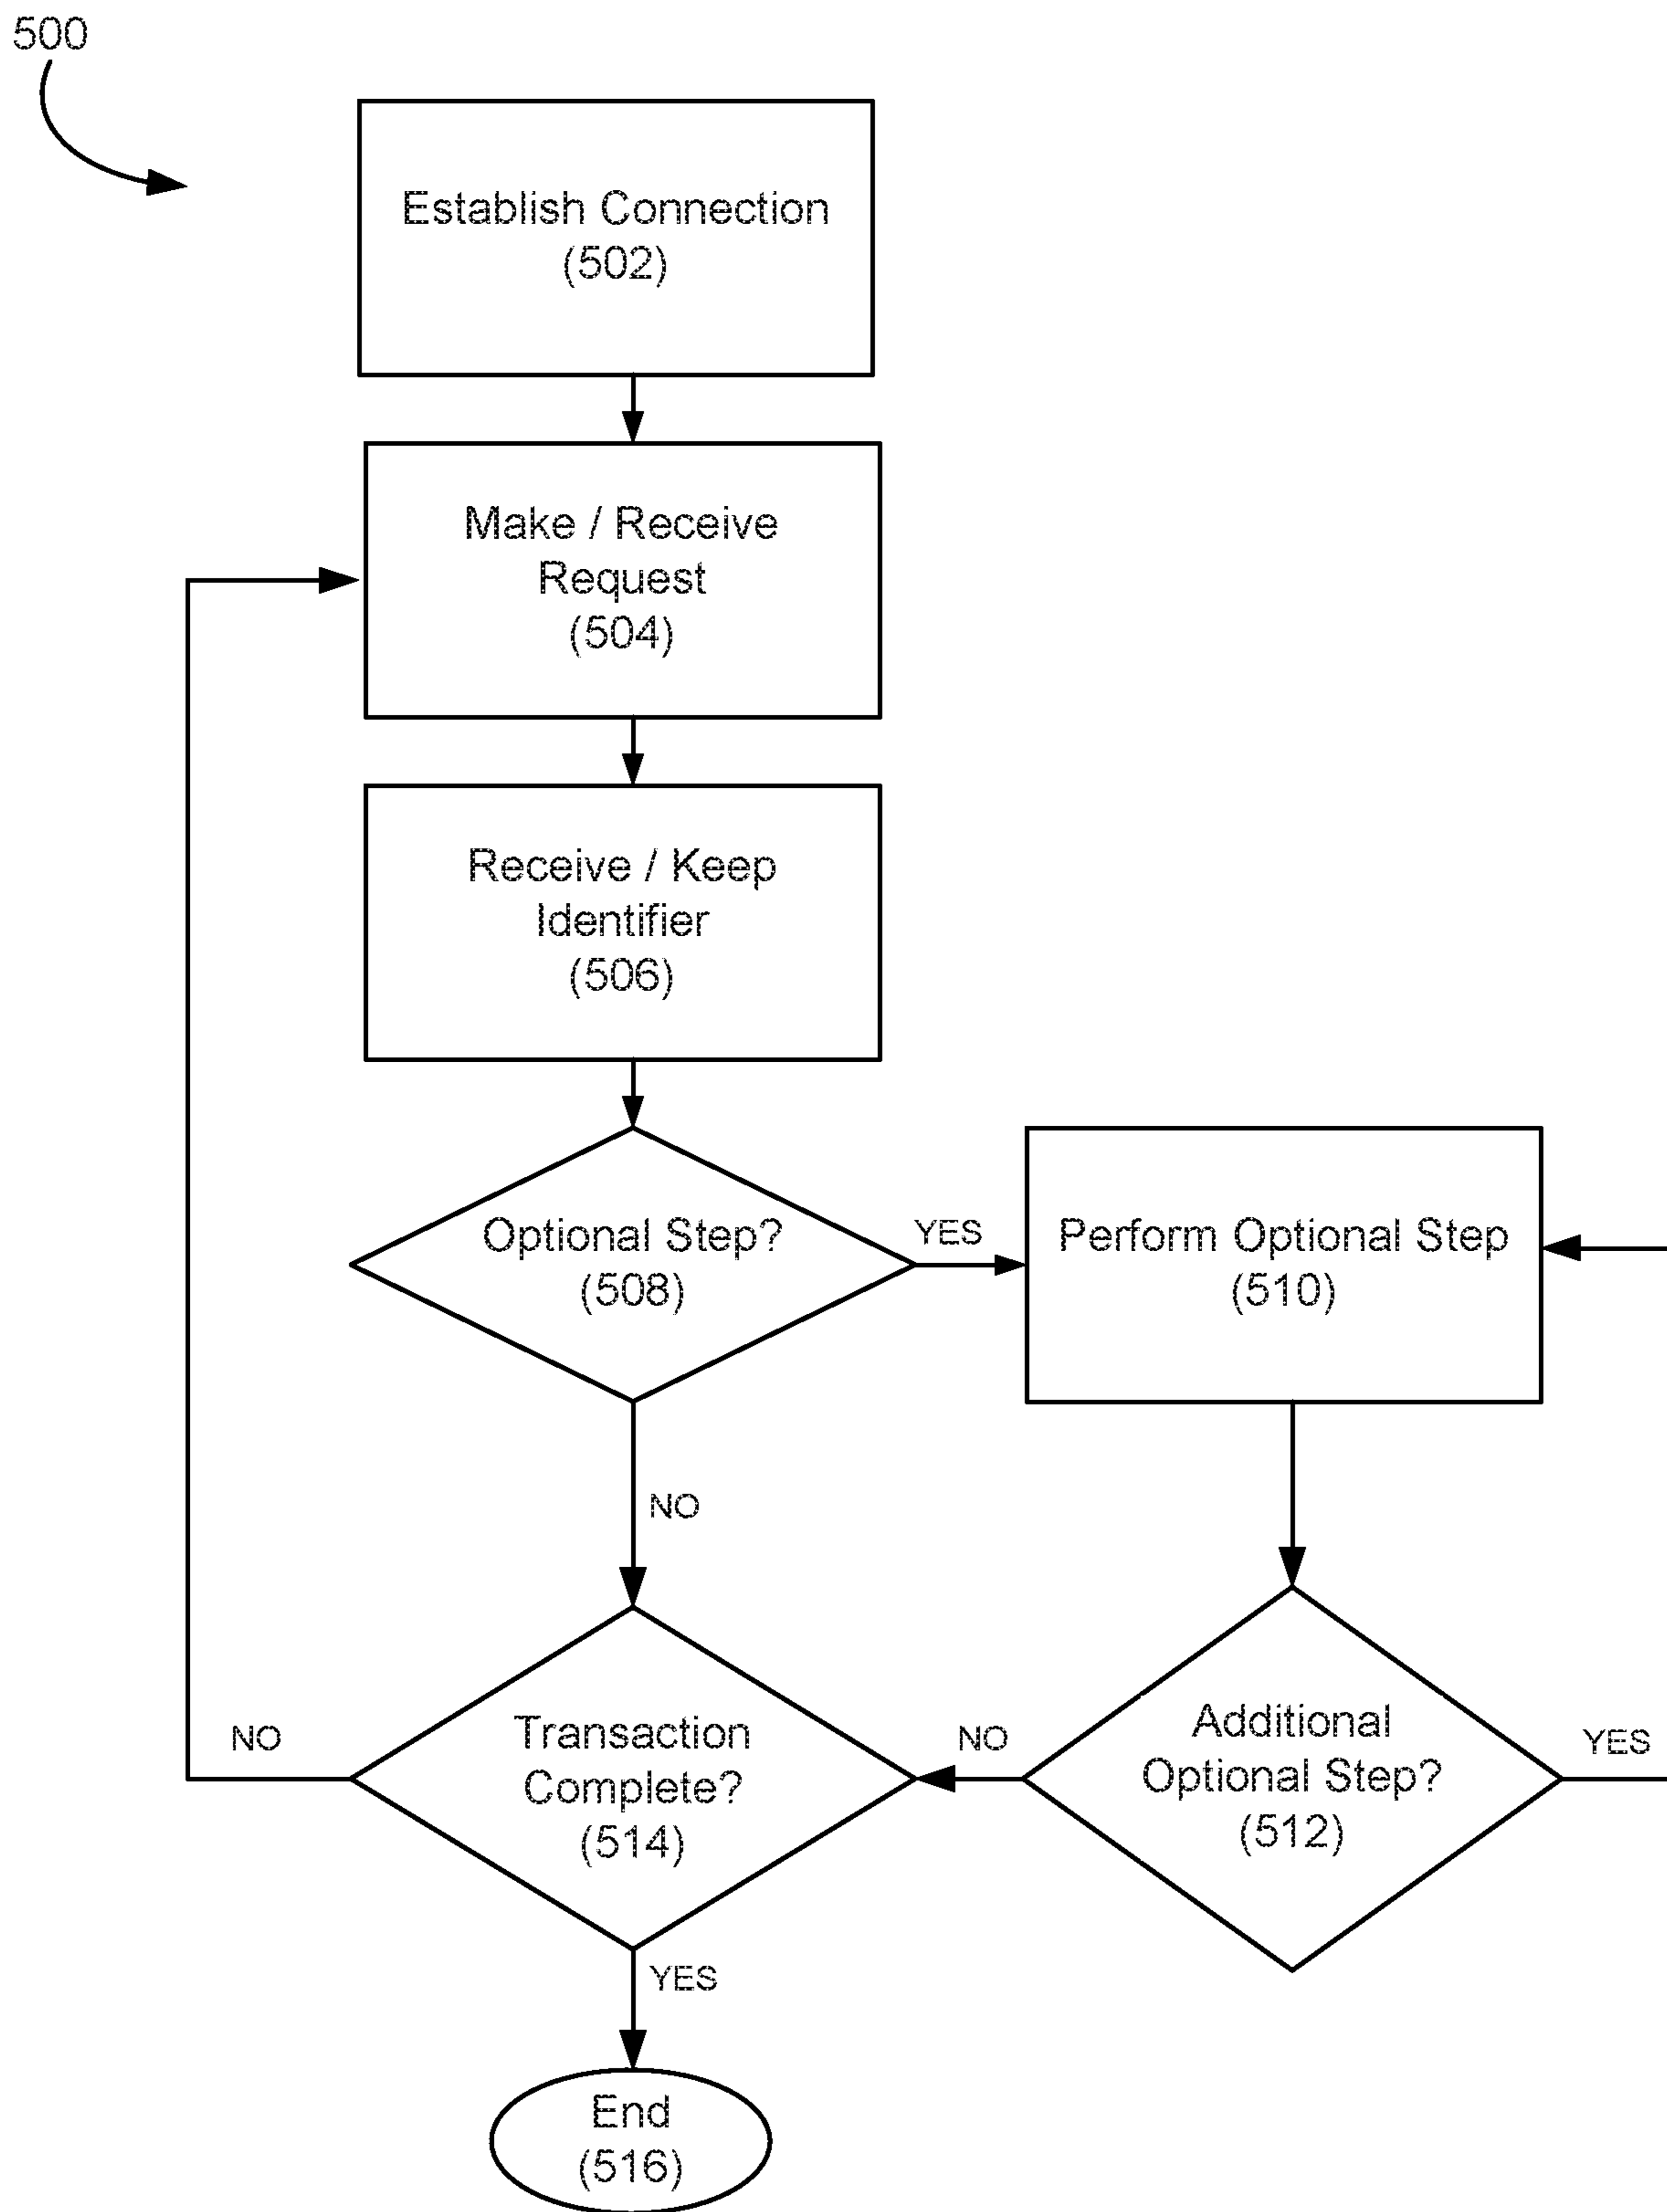 500
Establish Connection
(502)
Make / Receive
Request
(504)
Receive / Keep
Identifier
(506)
Optional Step?
(508)
YES
Perform Optional Step
(510)
NO
Transaction
Complete?
(514)
NO
NO
Additional
Optional Step?
(512)
YES
YES
End
(516)